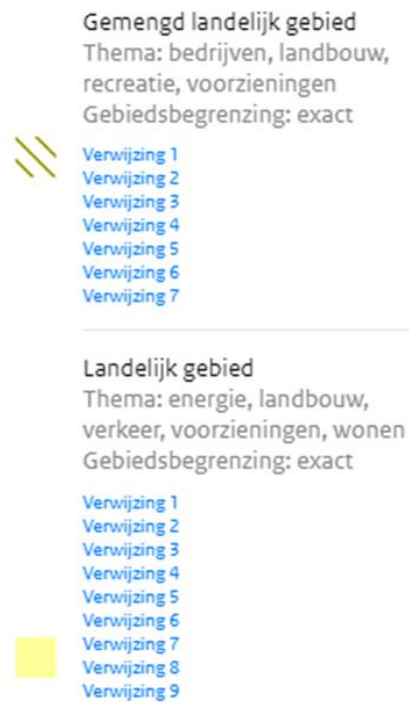 Gemengd landelijk gebied
Thema: bedrijven, landbouw,
recreatie, voorzieningen
Gebiedsbegrenzing: exact
Verwijzing 1
Verwijzing 2
Verwijzing 3
Verwijzing 4
Verwijzing 5
Verwijzing 6
Verwijzing 7
Landelijk gebied
Thema: energie, landbouw,
verkeer, voorzieningen, wonen
Gebiedsbegrenzing: exact
Verwijzing 1
Verwijzing 2
Verwijzing 3
Verwijzing 4
Verwijzing 5
Verwijzing 6
Verwijzing 7
Verwijzing 8
Verwijzing 9